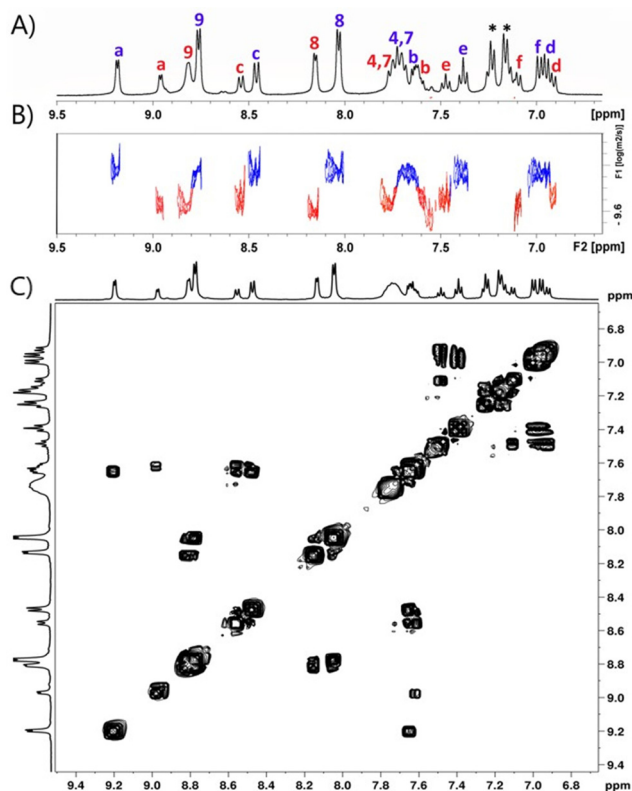 A)
a a 9 9 c c 8 8 4,7 4,7 b b e e * * f f d d
9.5 9.0 8.5 8.0 7.5 7.0 [ppm]
B)
F1 [log(m2/s)]
- 9.6
9.5 9.0 8.5 8.0 7.5 7.0 F2 [ppm]
C)
ppm
6.8
7.0
7.2
7.4
7.6
7.8
8.0
8.2
8.4
8.6
8.8
9.0
9.2
9.4
9.4 9.2 9.0 8.8 8.6 8.4 8.2 8.0 7.8 7.6 7.4 7.2 7.0 6.8 ppm